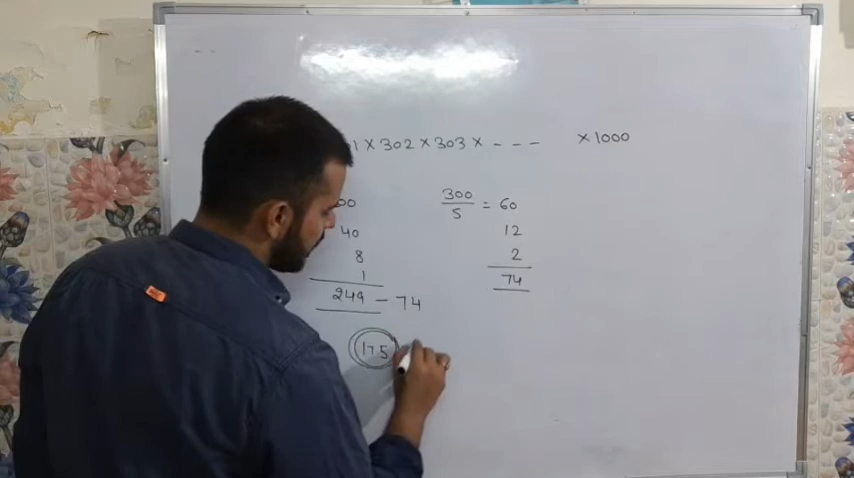 1 × 302 × 303 × - - - × 1000
00
40
8
1
249 - 74
175
300/5 = 60
12
2
74